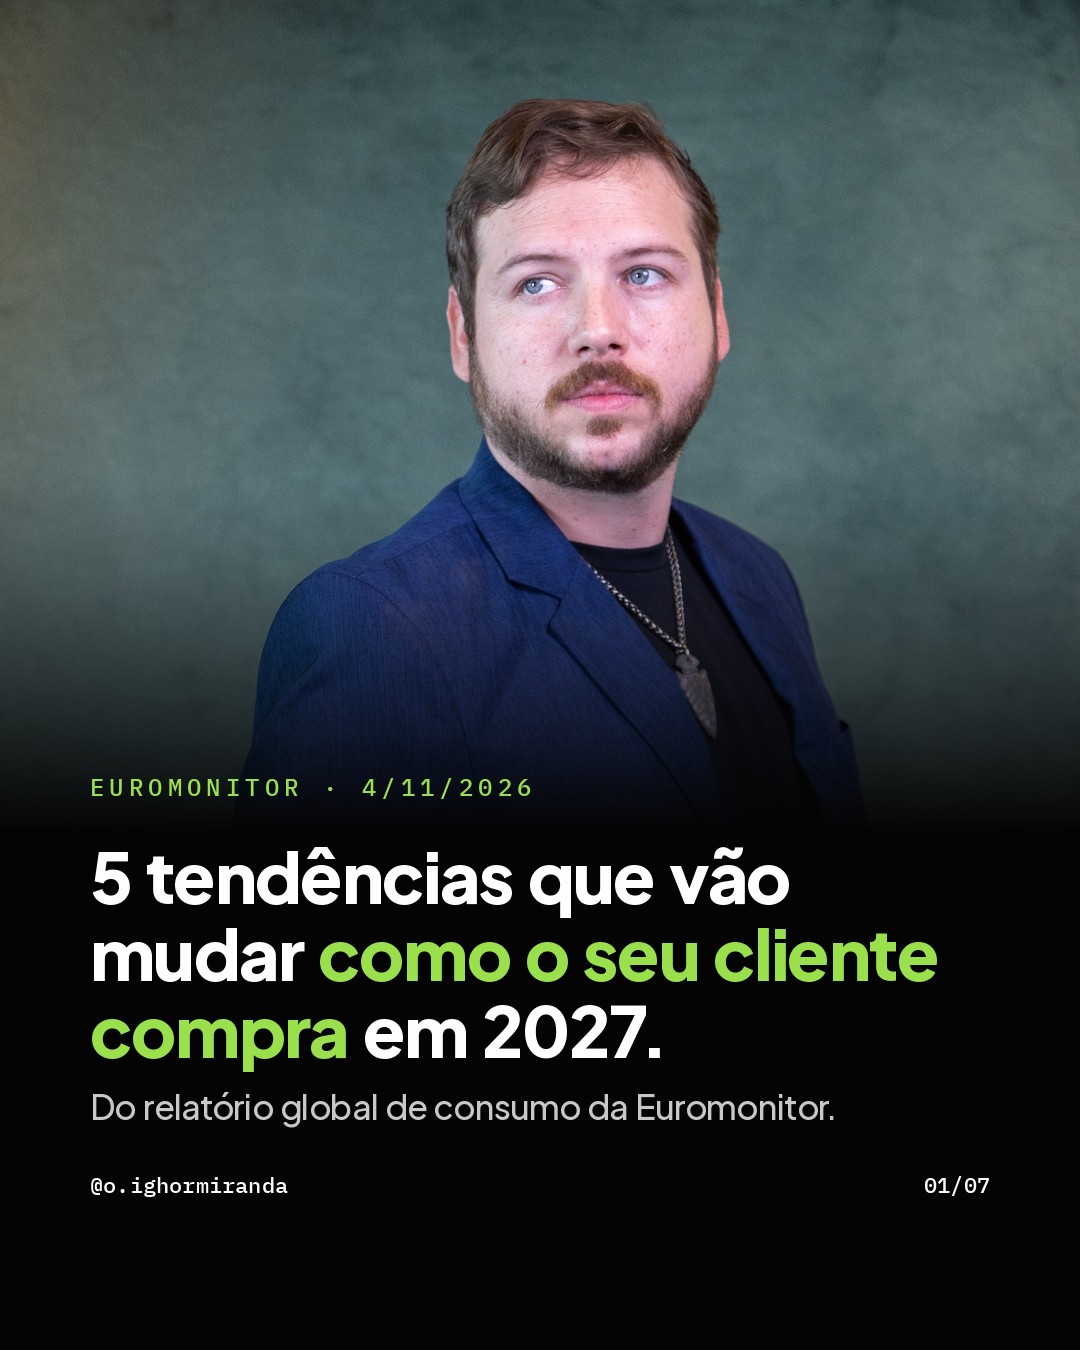 EUROMONITOR · 4/11/2026
5 tendências que vão
mudar como o seu cliente
compra em 2027.
Do relatório global de consumo da Euromonitor.
@o.ighormiranda
01/07